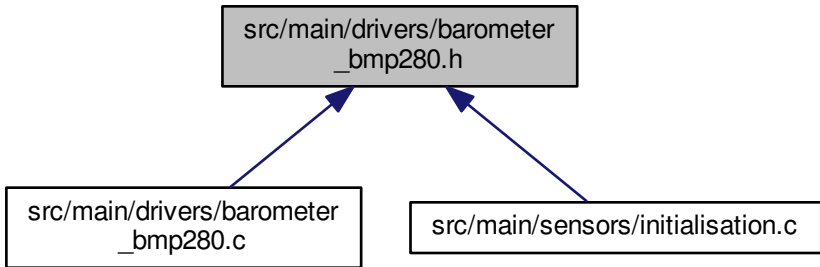 src/main/drivers/barometer
_bmp280.h
src/main/drivers/barometer
_bmp280.c
src/main/sensors/initialisation.c